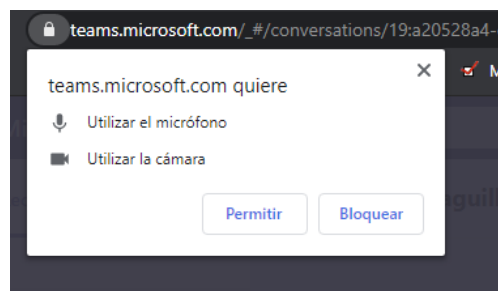 teams.microsoft.com/_#/conversations/19:a20528a4-
teams.microsoft.com quiere
Utilizar el micrófono
Utilizar la cámara
Permitir
Bloquear